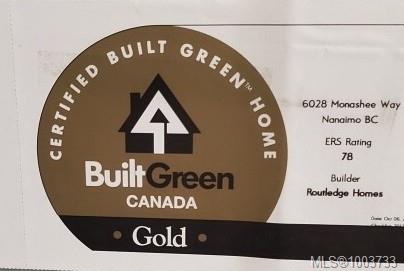 CERTIFIED BUILT GREEN™ HOME
BuiltGreen
CANADA
• Gold •
6028 Monashee Way
Nanaimo BC
ERS Rating
78
Builder
Routledge Homes
MLS®1003733